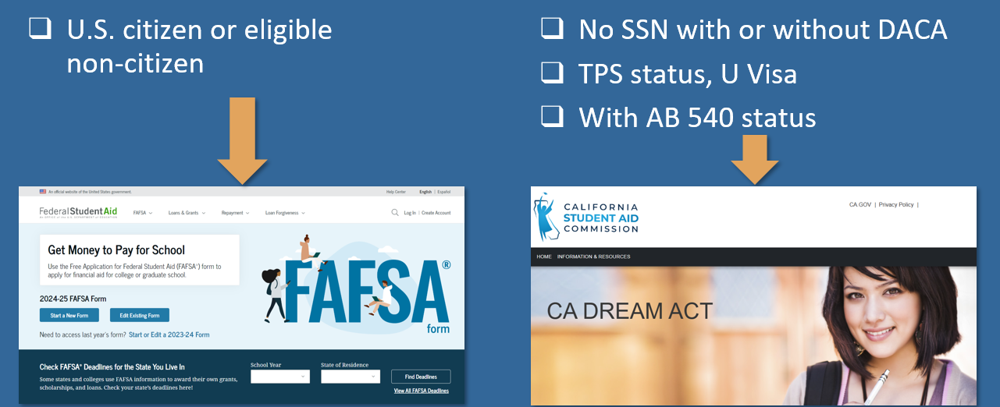 ❑ U.S. citizen or eligible
non-citizen
❑ No SSN with or without DACA
❑ TPS status, U Visa
❑ With AB 540 status
An official website of the United States government.
Help Center English | Español
FederalStudentAid
FAFSA Loans & Grants Repayment Loan Forgiveness
Log In | Create Account
Get Money to Pay for School
Use the Free Application for Federal Student Aid (FAFSA®) form to
apply for financial aid for college or graduate school.
2024-25 FAFSA Form
Start a New Form Edit Existing Form
Need to access last year's form? Start or Edit a 2023-24 Form
FAFSA®
form
Check FAFSA® Deadlines for the State You Live In
Some states and colleges use FAFSA information to award their own grants,
scholarships, and loans. Check your state's deadlines here!
School Year
State of Residence
Find Deadlines
View All FAFSA Deadlines
CALIFORNIA
STUDENT AID
COMMISSION
CA GOV | Privacy Policy |
HOME INFORMATION & RESOURCES
CA DREAM ACT